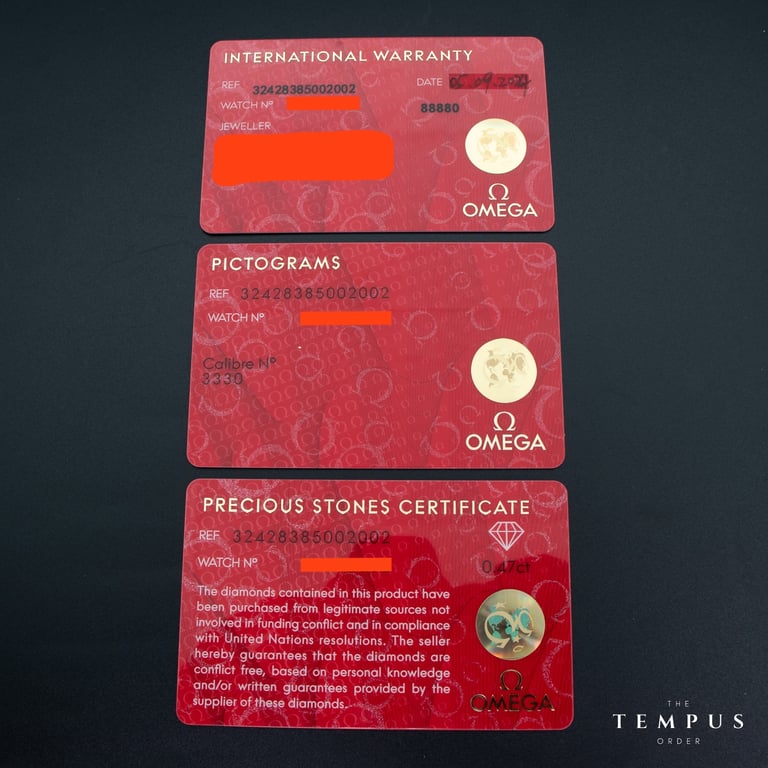 INTERNATIONAL WARRANTY
REF 32428385002002 DATE 05.09.2021
WATCH Nº 88880
JEWELLER
Ω
OMEGA
PICTOGRAMS
REF 32428385002002
WATCH Nº
Calibre Nº
3330
Ω
OMEGA
PRECIOUS STONES CERTIFICATE
REF 32428385002002
WATCH Nº 0.47ct
The diamonds contained in this product have
been purchased from legitimate sources not
involved in funding conflict and in compliance
with United Nations resolutions. The seller
hereby guarantees that the diamonds are
conflict free, based on personal knowledge
and/or written guarantees provided by the
supplier of these diamonds.
Ω
OMEGA
THE
TEMPUS
ORDER